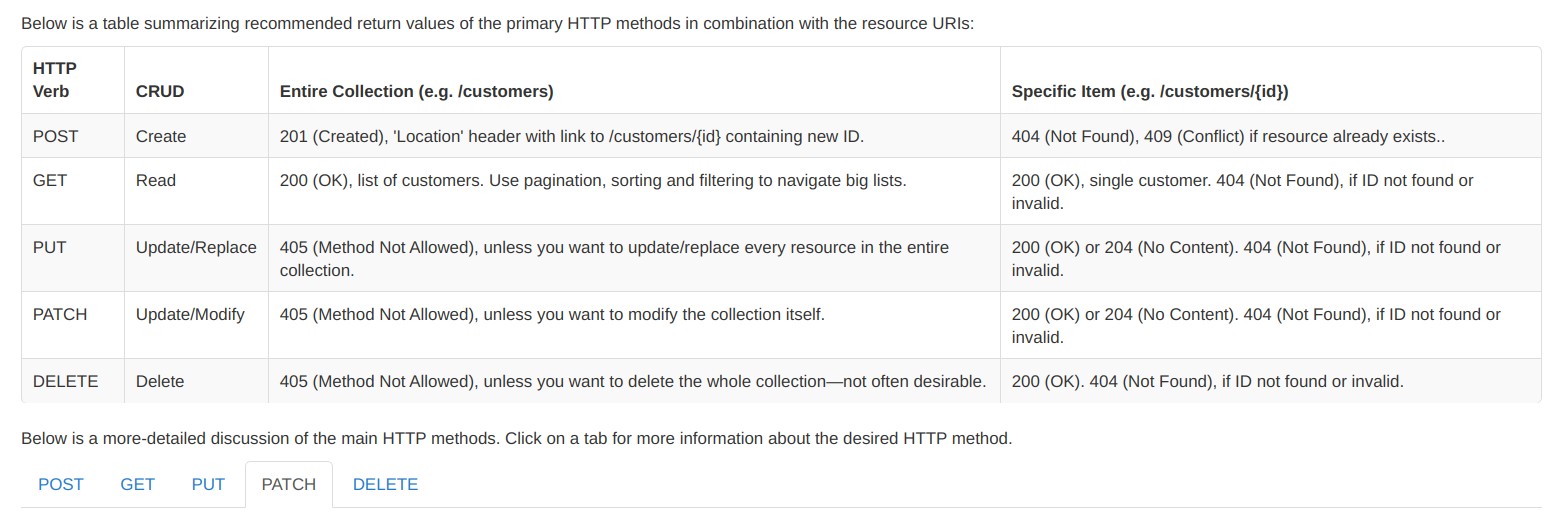 Below is a table summarizing recommended return values of the primary HTTP methods in combination with the resource URIs:
HTTP
Verb CRUD Entire Collection (e.g. /customers) Specific Item (e.g. /customers/{id})
POST Create 201 (Created), 'Location' header with link to /customers/{id} containing new ID. 404 (Not Found), 409 (Conflict) if resource already exists..
GET Read 200 (OK), list of customers. Use pagination, sorting and filtering to navigate big lists. 200 (OK), single customer. 404 (Not Found), if ID not found or
invalid.
PUT Update/Replace 405 (Method Not Allowed), unless you want to update/replace every resource in the entire 200 (OK) or 204 (No Content). 404 (Not Found), if ID not found or
collection. invalid.
PATCH Update/Modify 405 (Method Not Allowed), unless you want to modify the collection itself. 200 (OK) or 204 (No Content). 404 (Not Found), if ID not found or
invalid.
DELETE Delete 405 (Method Not Allowed), unless you want to delete the whole collection—not often desirable. 200 (OK). 404 (Not Found), if ID not found or invalid.
Below is a more-detailed discussion of the main HTTP methods. Click on a tab for more information about the desired HTTP method.
POST GET PUT PATCH DELETE